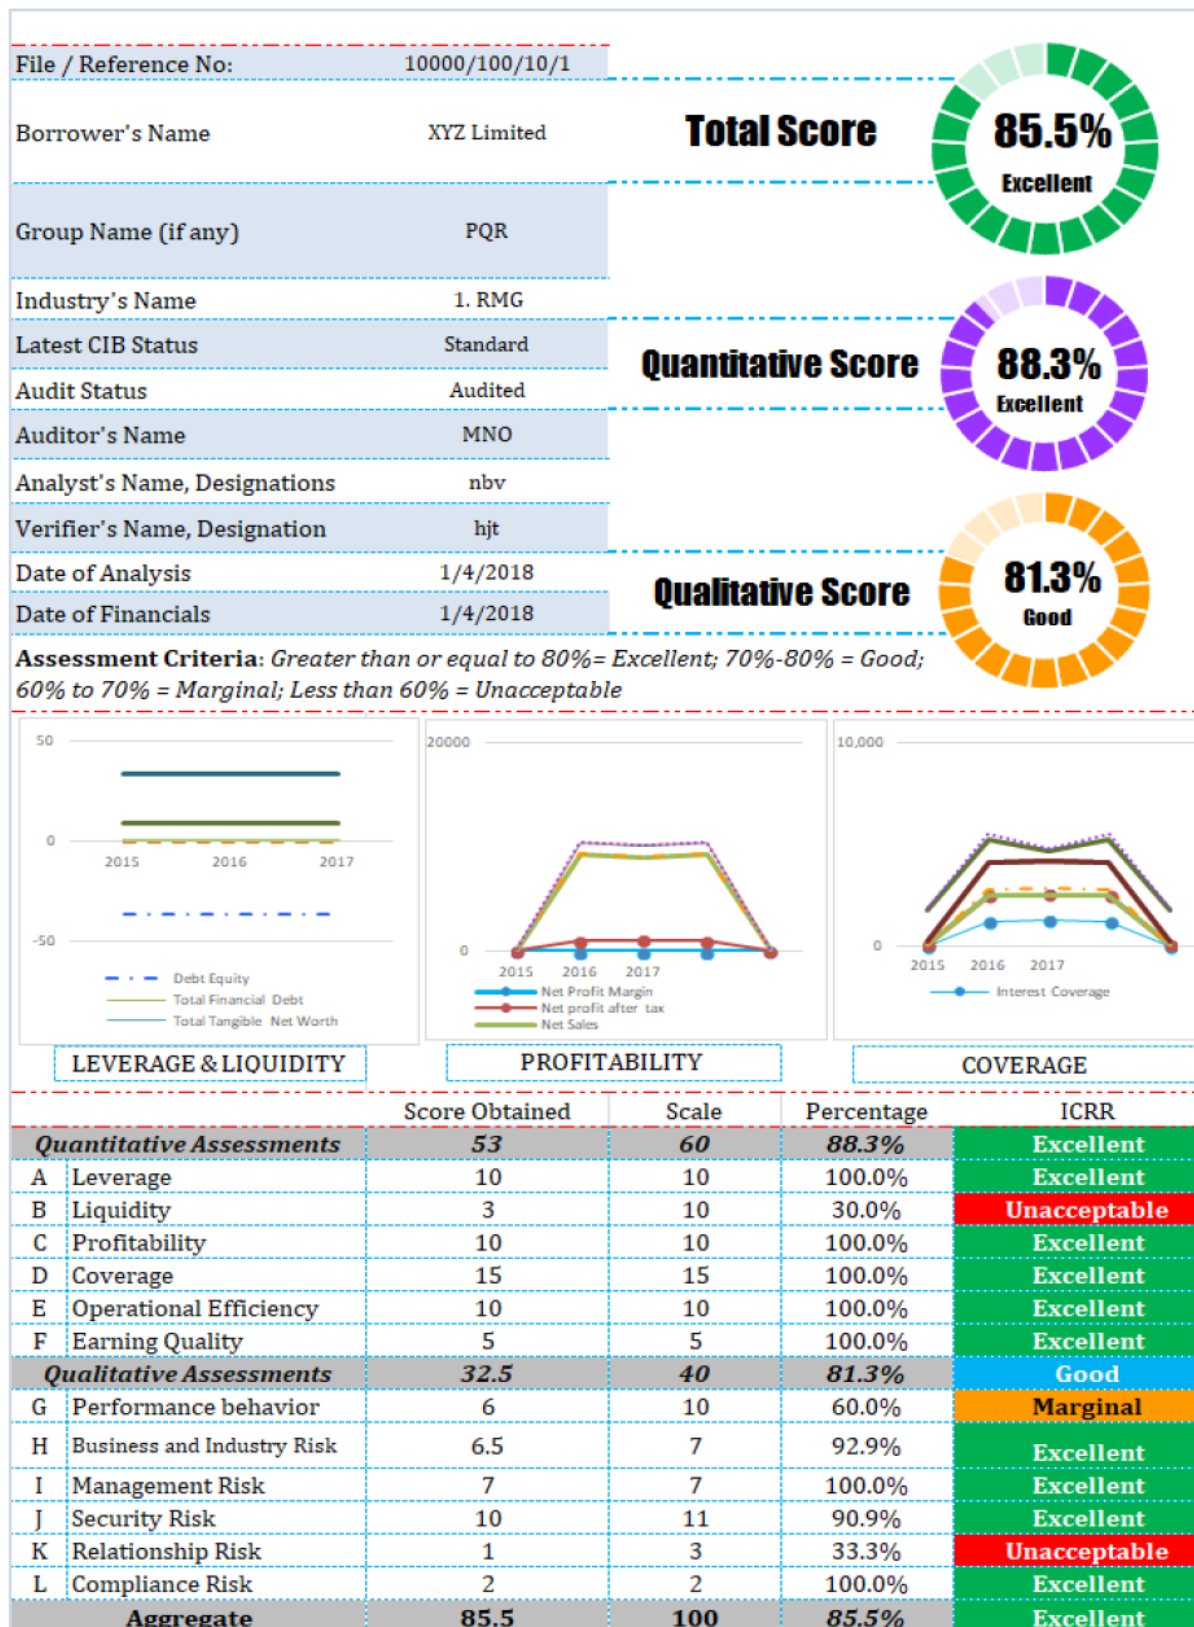 File / Reference No: 10000/100/10/1
Borrower's Name XYZ Limited
Total Score
85.5%
Excellent
Group Name (if any) PQR
Industry's Name 1. RMG
Latest CIB Status Standard
Quantitative Score
88.3%
Excellent
Audit Status Audited
Auditor's Name MNO
Analyst's Name, Designations nbv
Verifier's Name, Designation hjt
Date of Analysis 1/4/2018
Qualitative Score
81.3%
Good
Date of Financials 1/4/2018
Assessment Criteria: Greater than or equal to 80%= Excellent; 70%-80% = Good;
60% to 70% = Marginal; Less than 60% = Unacceptable
50
0
2015 2016 2017
-50
Debt Equity
Total Financial Debt
Total Tangible Net Worth
LEVERAGE & LIQUIDITY
20000
0
2015 2016 2017
Net Profit Margin
Net profit after tax
Net Sales
PROFITABILITY
10,000
0
2015 2016 2017
Interest Coverage
COVERAGE
Score Obtained Scale Percentage ICRR
Quantitative Assessments 53 60 88.3% Excellent
A Leverage 10 10 100.0% Excellent
B Liquidity 3 10 30.0% Unacceptable
C Profitability 10 10 100.0% Excellent
D Coverage 15 15 100.0% Excellent
E Operational Efficiency 10 10 100.0% Excellent
F Earning Quality 5 5 100.0% Excellent
Qualitative Assessments 32.5 40 81.3% Good
G Performance behavior 6 10 60.0% Marginal
H Business and Industry Risk 6.5 7 92.9% Excellent
I Management Risk 7 7 100.0% Excellent
J Security Risk 10 11 90.9% Excellent
K Relationship Risk 1 3 33.3% Unacceptable
L Compliance Risk 2 2 100.0% Excellent
Aggregate 85.5 100 85.5% Excellent